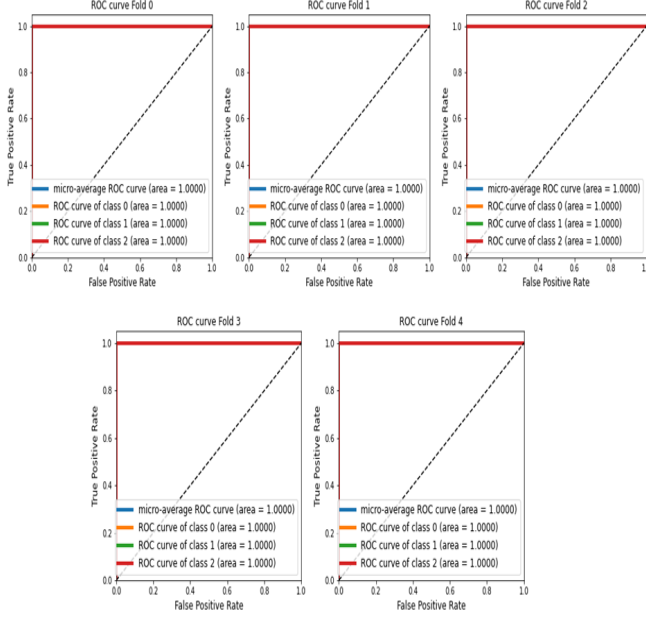 ROC curve Fold 0
True Positive Rate
1.0
0.8
0.6
0.4
0.2
0.0
micro-average ROC curve (area = 1.0000)
ROC curve of class 0 (area = 1.0000)
ROC curve of class 1 (area = 1.0000)
ROC curve of class 2 (area = 1.0000)
0.0 0.2 0.4 0.6 0.8 1.0
False Positive Rate
ROC curve Fold 1
True Positive Rate
1.0
0.8
0.6
0.4
0.2
0.0
micro-average ROC curve (area = 1.0000)
ROC curve of class 0 (area = 1.0000)
ROC curve of class 1 (area = 1.0000)
ROC curve of class 2 (area = 1.0000)
0.0 0.2 0.4 0.6 0.8 1.0
False Positive Rate
ROC curve Fold 2
True Positive Rate
1.0
0.8
0.6
0.4
0.2
0.0
micro-average ROC curve (area = 1.0000)
ROC curve of class 0 (area = 1.0000)
ROC curve of class 1 (area = 1.0000)
ROC curve of class 2 (area = 1.0000)
0.0 0.2 0.4 0.6 0.8 1.0
False Positive Rate
ROC curve Fold 3
True Positive Rate
1.0
0.8
0.6
0.4
0.2
0.0
micro-average ROC curve (area = 1.0000)
ROC curve of class 0 (area = 1.0000)
ROC curve of class 1 (area = 1.0000)
ROC curve of class 2 (area = 1.0000)
0.0 0.2 0.4 0.6 0.8 1.0
False Positive Rate
ROC curve Fold 4
True Positive Rate
1.0
0.8
0.6
0.4
0.2
0.0
micro-average ROC curve (area = 1.0000)
ROC curve of class 0 (area = 1.0000)
ROC curve of class 1 (area = 1.0000)
ROC curve of class 2 (area = 1.0000)
0.0 0.2 0.4 0.6 0.8 1.0
False Positive Rate